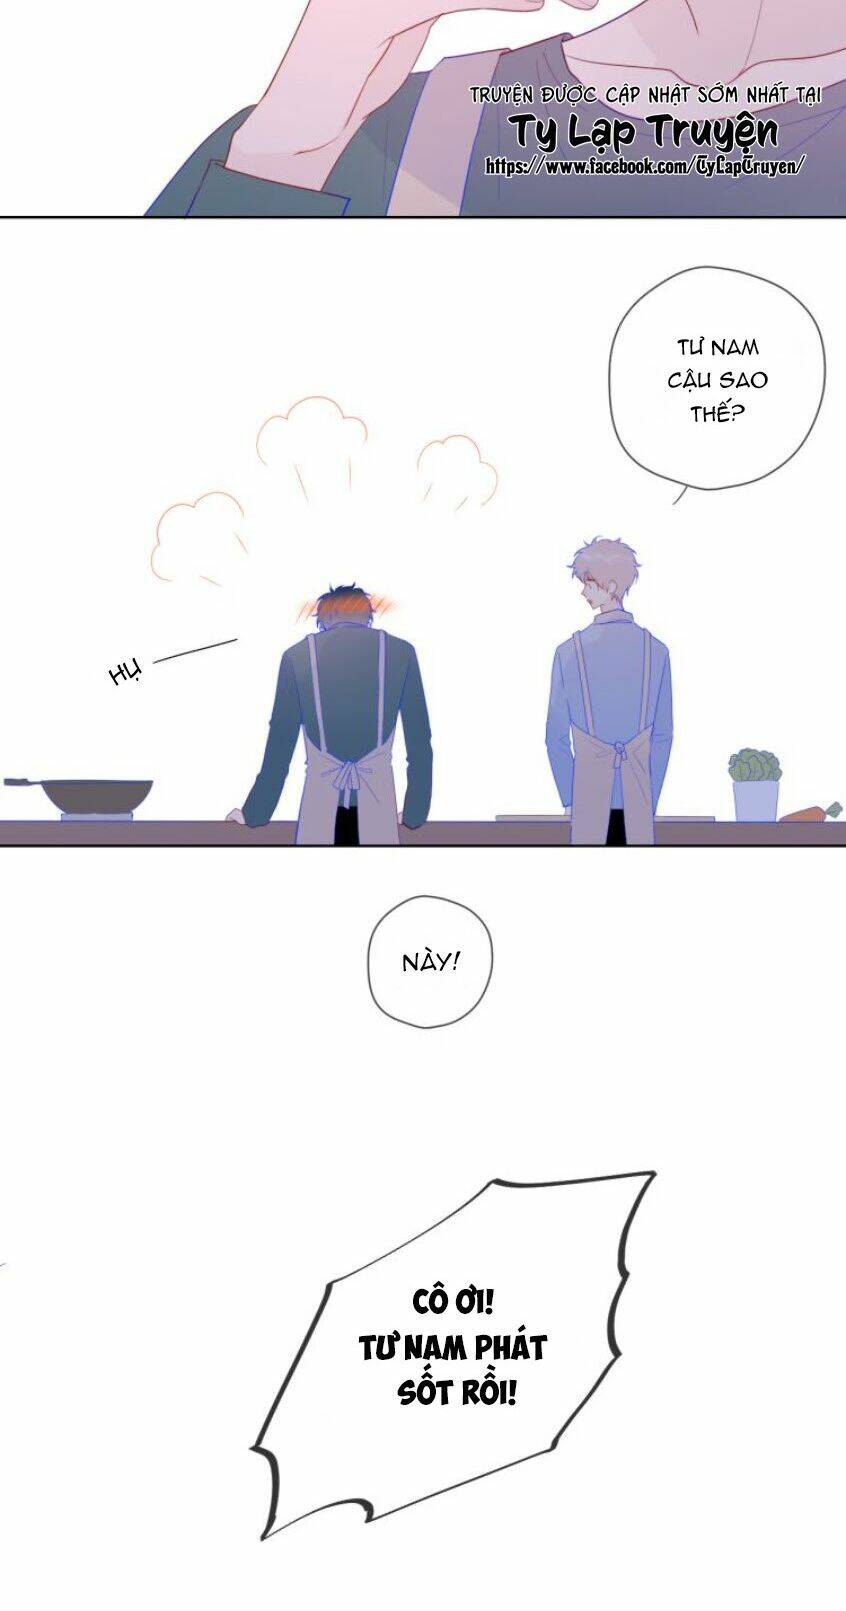 TRUYỆN ĐƯỢC CẬP NHẬT SỚM NHẤT TẠI
Ty Lạp Truyện
https://www.facebook.com/TyLapTruyen/
TƯ NAM
CẬU SAO
THẾ?
HỤ
NÀY!
CÔ ƠI!
TƯ NAM PHÁT
SỐT RỒI!